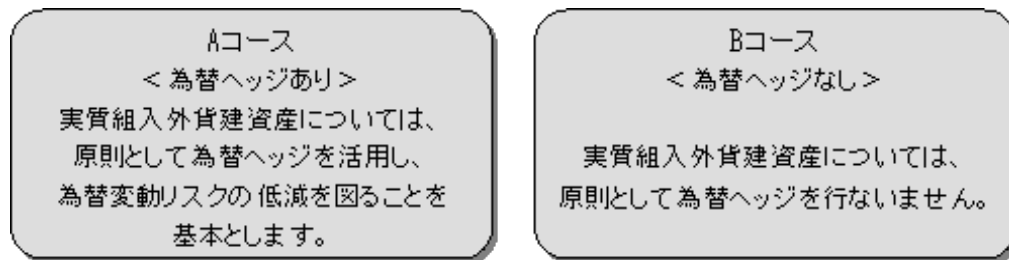 Aコース
<為替ヘッジあり>
実質組入外貨建資産については、
原則として為替ヘッジを活用し、
為替変動リスクの低減を図ることを
基本とします。
Bコース
<為替ヘッジなし>
実質組入外貨建資産については、
原則として為替ヘッジを行ないません。